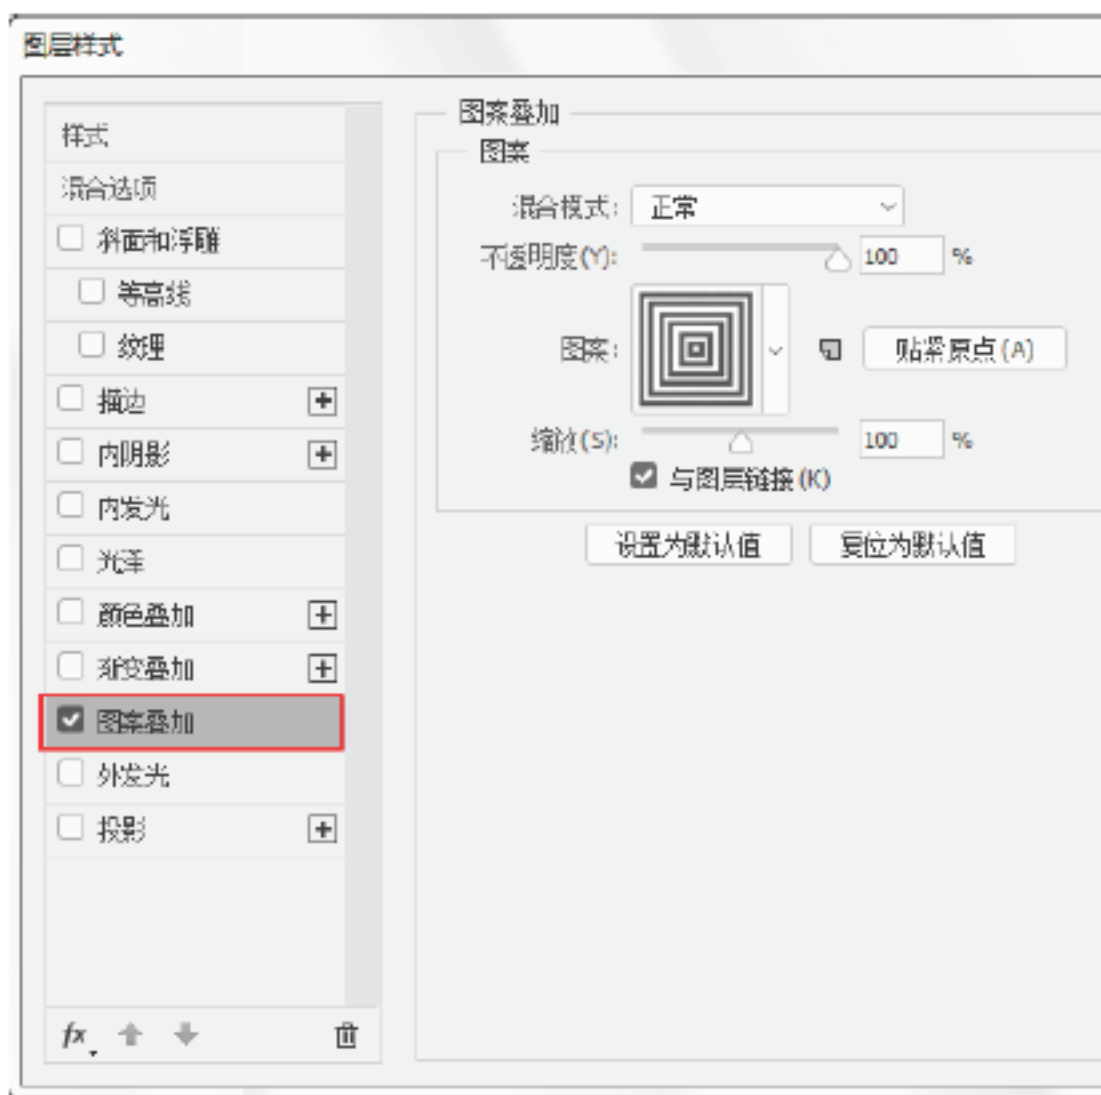 图层样式
样式
混合选项
斜面和浮雕
等高线
纹理
描边
内阴影
内发光
光泽
颜色叠加
渐变叠加
图案叠加
外发光
投影
fx
图案叠加
图案
混合模式: 正常
不透明度(Y): 100 %
图案: 贴紧原点(A)
缩放(S): 100 %
与图层链接(K)
设置为默认值 复位为默认值